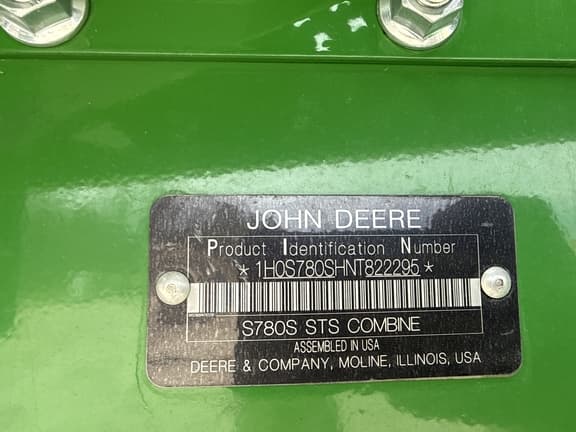 JOHN DEERE
Product Identification Number
*1H0S780SHNT822295*
S780S STS COMBINE
ASSEMBLED IN USA
DEERE & COMPANY, MOLINE, ILLINOIS, USA